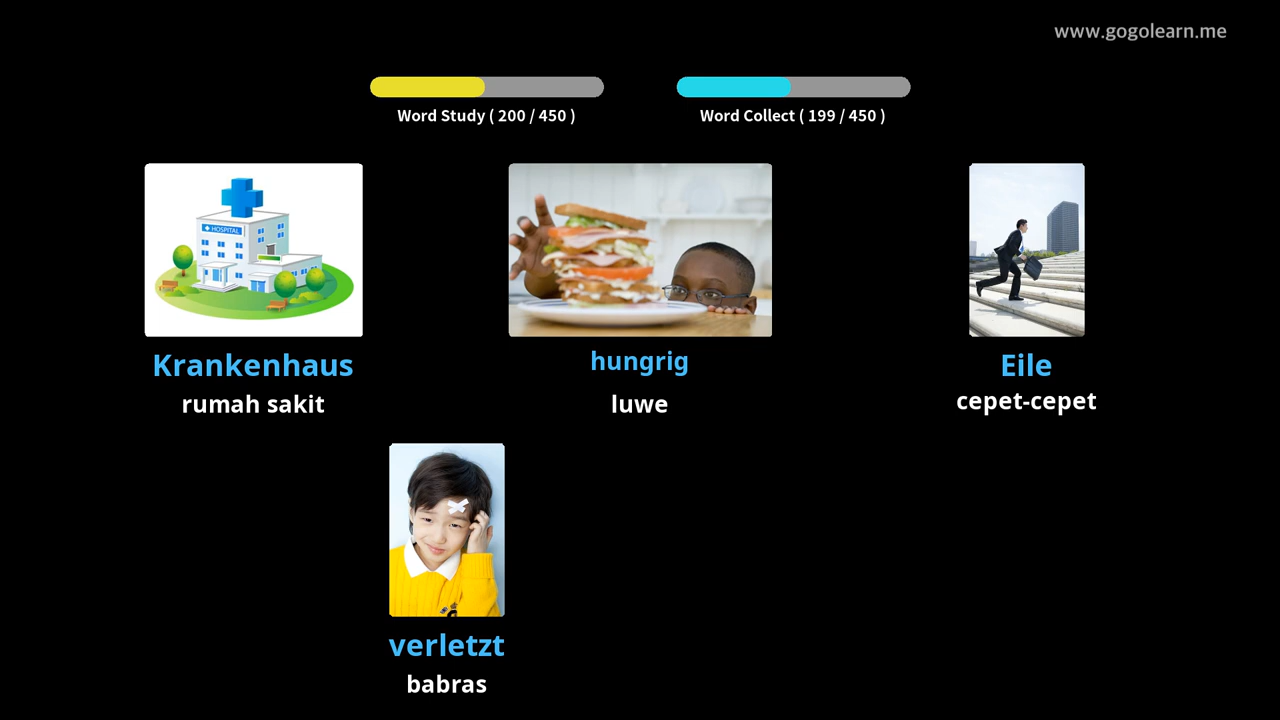 www.gogolearn.me
Word Study ( 200 / 450 )
Word Collect ( 199 / 450 )
HOSPITAL
Krankenhaus
rumah sakit
hungrig
luwe
Eile
cepet-cepet
verletzt
babras